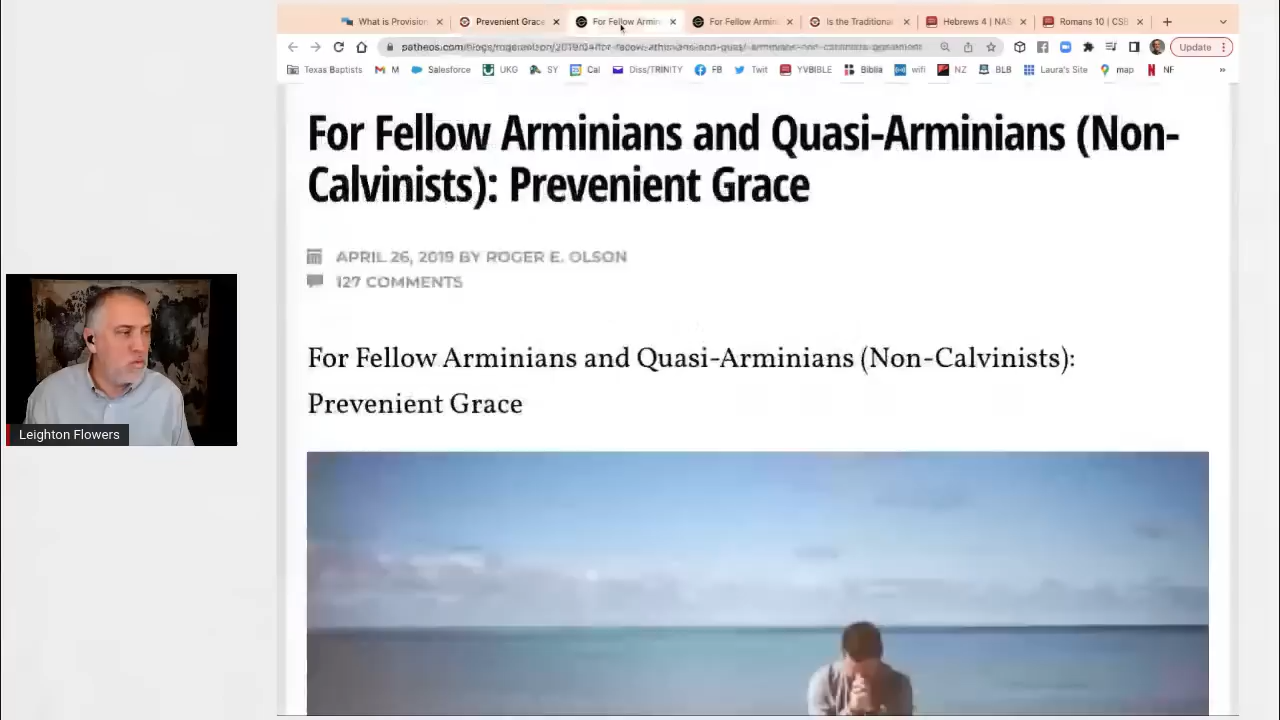 What is Provision
Prevenient Grace
For Fellow Armin
For Fellow Armin
Is the Traditional
Hebrews 4 | NAS
Romans 10 | CSB
Update
Texas Baptists
M
Salesforce
UKG
SY
Cal
Diss/TRINITY
FB
Twit
YVBIBLE
Biblia
wifi
NZ
BLB
Laura's Site
map
NF
For Fellow Arminians and Quasi-Arminians (Non-
Calvinists): Prevenient Grace
APRIL 26, 2019 BY ROGER E. OLSON
127 COMMENTS
For Fellow Arminians and Quasi-Arminians (Non-Calvinists):
Prevenient Grace
Leighton Flowers